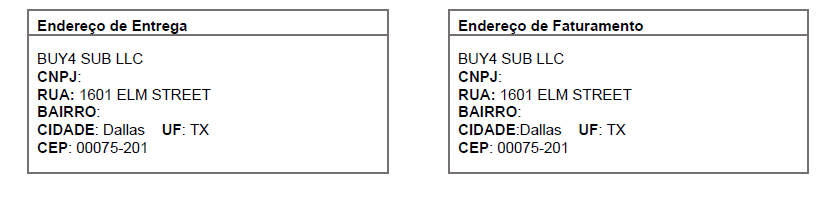 Endereço de Entrega
BUY4 SUB LLC
CNPJ:
RUA: 1601 ELM STREET
BAIRRO:
CIDADE: Dallas UF: TX
CEP: 00075-201
Endereço de Faturamento
BUY4 SUB LLC
CNPJ:
RUA: 1601 ELM STREET
BAIRRO:
CIDADE:Dallas UF: TX
CEP: 00075-201